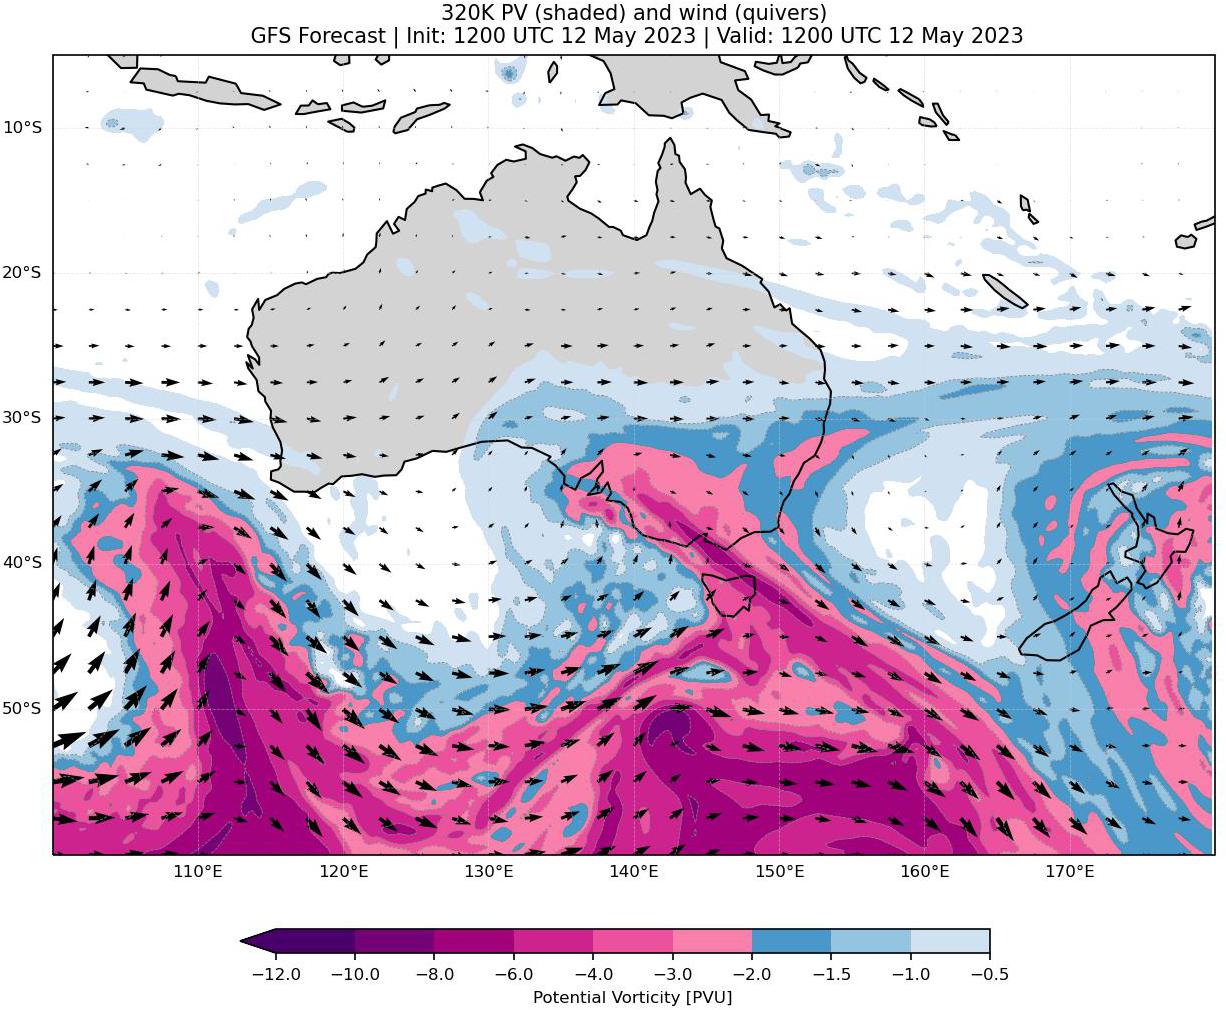 320K PV (shaded) and wind (quivers)
GFS Forecast | Init: 1200 UTC 12 May 2023 | Valid: 1200 UTC 12 May 2023
10°S
20°S
30°S
40°S
50°S
110°E 120°E 130°E 140°E 150°E 160°E 170°E
−12.0 −10.0 −8.0 −6.0 −4.0 −3.0 −2.0 −1.5 −1.0 −0.5
Potential Vorticity [PVU]